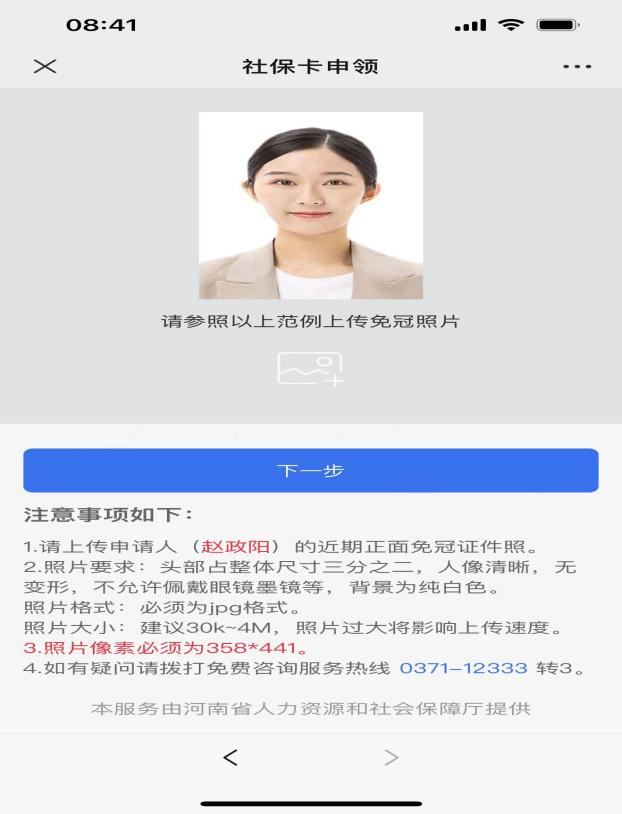 08:41
社保卡申领
请参照以上范例上传免冠照片
下一步
注意事项如下：
1.请上传申请人（赵政阳）的近期正面免冠证件照。
2.照片要求：头部占整体尺寸三分之二，人像清晰，无
变形，不允许佩戴眼镜墨镜等，背景为纯白色。
照片格式：必须为jpg格式。
照片大小：建议30k~4M，照片过大将影响上传速度。
3.照片像素必须为358*441。
4.如有疑问请拨打免费咨询服务热线 0371-12333 转3。
本服务由河南省人力资源和社会保障厅提供